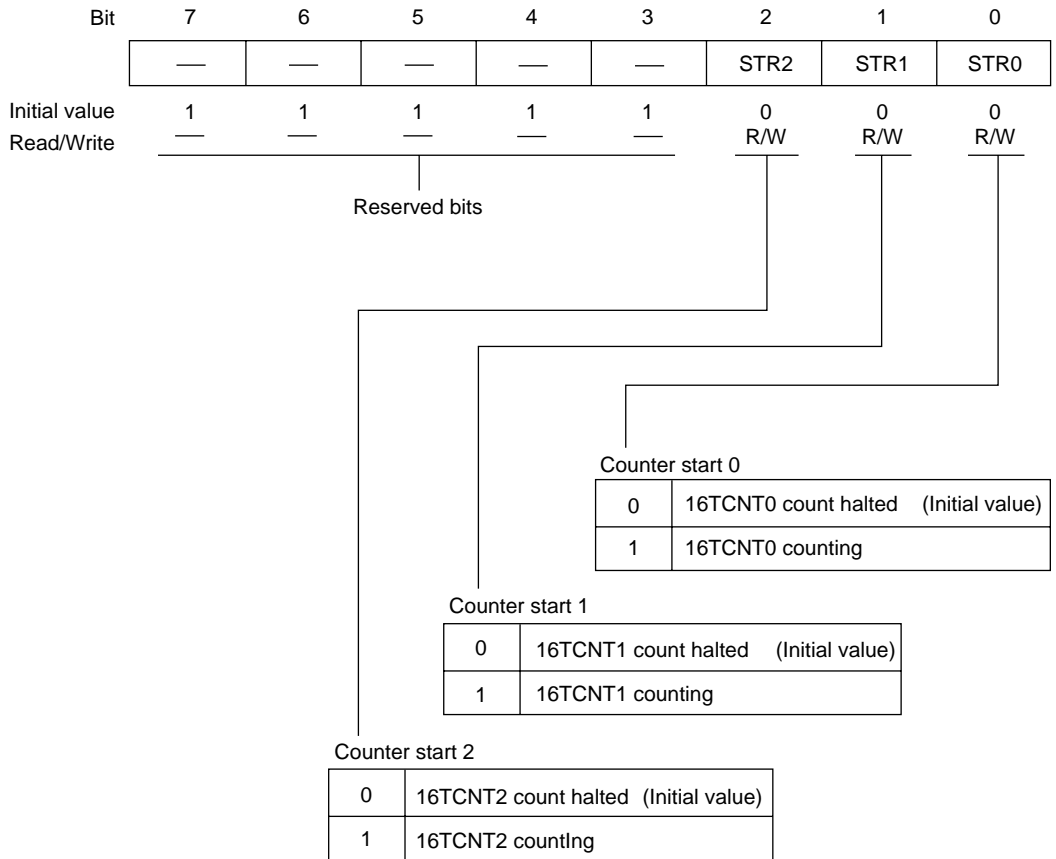 Bit 7 6 5 4 3 2 1 0
— — — — — STR2 STR1 STR0
Initial value 1 1 1 1 1 0 0 0
Read/Write — — — — — R/W R/W R/W
Reserved bits
Counter start 0
0 16TCNT0 count halted (Initial value)
1 16TCNT0 counting
Counter start 1
0 16TCNT1 count halted (Initial value)
1 16TCNT1 counting
Counter start 2
0 16TCNT2 count halted (Initial value)
1 16TCNT2 countIng